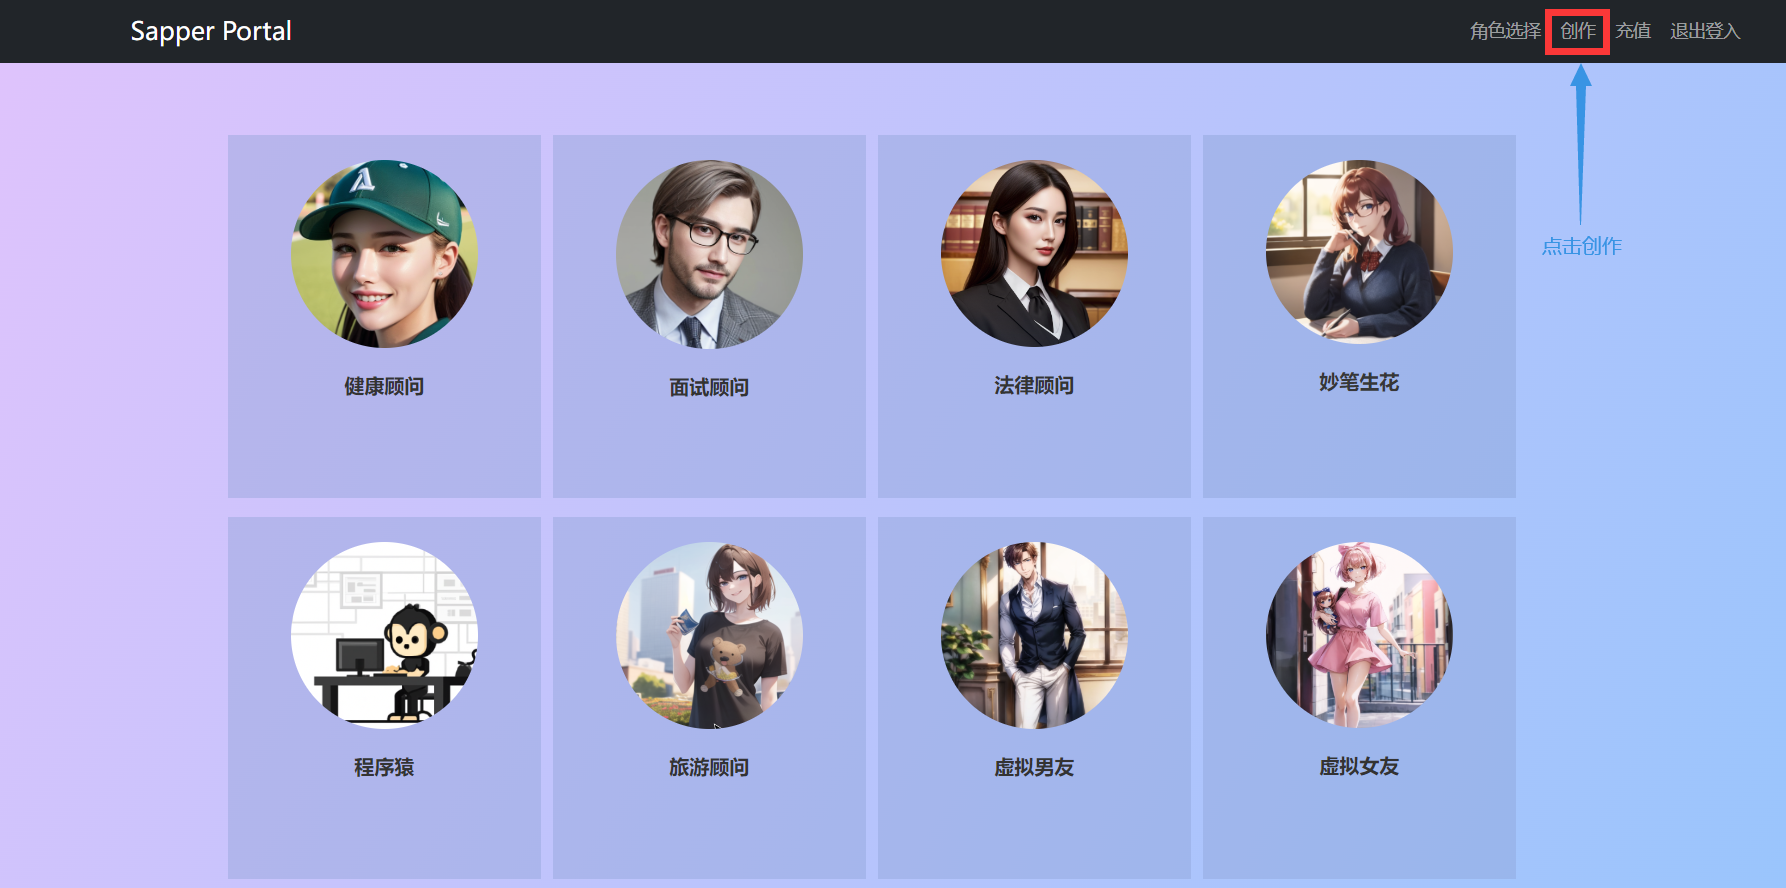 Sapper Portal
角色选择 创作 充值 退出登入
点击创作
健康顾问
面试顾问
法律顾问
妙笔生花
程序猿
旅游顾问
虚拟男友
虚拟女友